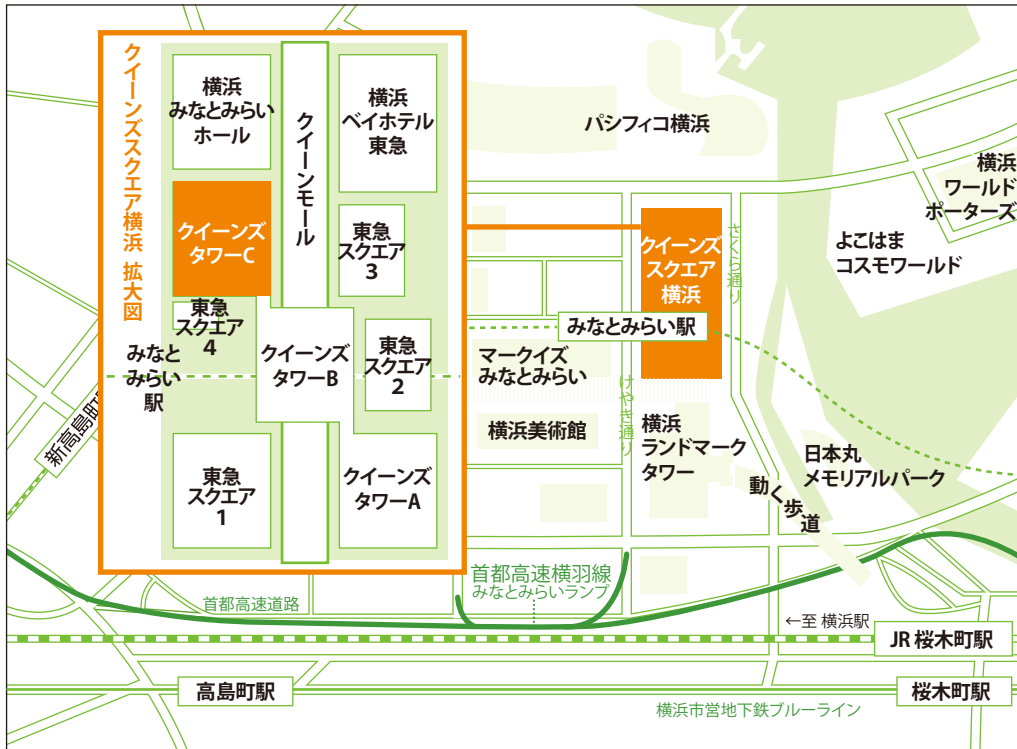 クイーンズスクエア横浜 拡大図
横浜
みなとみらい
ホール
クイーンモール
横浜
ベイホテル
東急
クイーンズ
タワーC
東急
スクエア
3
東急
スクエア
4
みなと
みらい
駅
クイーンズ
タワーB
東急
スクエア
2
東急
スクエア
1
クイーンズ
タワーA
新高島町
パシフィコ横浜
横浜
ワールド
ポーターズ
クイーンズ
スクエア
横浜
さくら通り
よこはま
コスモワールド
みなとみらい駅
マークイズ
みなとみらい
けやき通り
横浜美術館
横浜
ランドマーク
タワー
日本丸
メモリアルパーク
動く歩道
首都高速横羽線
みなとみらいランプ
首都高速道路
←至 横浜駅
JR 桜木町駅
高島町駅
桜木町駅
横浜市営地下鉄ブルーライン